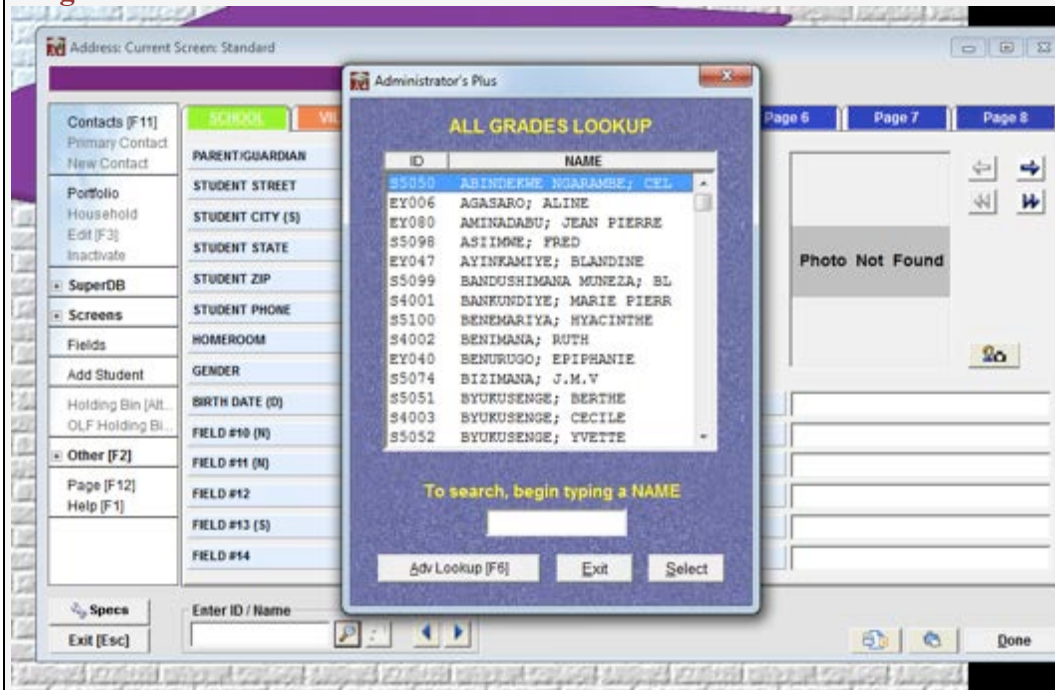 Address: Current Screen: Standard
Administrator's Plus
Contacts [F11]
Primary Contact
New Contact
Portfolio
Household
Edit [F3]
Inactivate
SuperDB
Screens
Fields
Add Student
Holding Bin [Alt...
OLF Holding Bi...
Other [F2]
Page [F12]
Help [F1]
SCHOOL
Page 6
Page 7
Page 8
PARENT/GUARDIAN
STUDENT STREET
STUDENT CITY (S)
STUDENT STATE
STUDENT ZIP
STUDENT PHONE
HOMEROOM
GENDER
BIRTH DATE (D)
FIELD #10 (N)
FIELD #11 (N)
FIELD #12
FIELD #13 (S)
FIELD #14
ALL GRADES LOOKUP
ID NAME
S5050 ABINDEKWE NGARAMBE; CEL
EY006 AGASARO; ALINE
EY080 AMINADABU; JEAN PIERRE
S5098 ASIIMWE; FRED
EY047 AYINKAMIYE; BLANDINE
S5099 BANDUSHIMANA MUNEZA; BL
S4001 BANKUNDIYE; MARIE PIERR
S5100 BENEMARIYA; HYACINTHE
S4002 BENIMANA; RUTH
EY040 BENURUGO; EPIPHANIE
S5074 BIZIMANA; J.M.V
S5051 BYUKUSENGE; BERTHE
S4003 BYUKUSENGE; CECILE
S5052 BYUKUSENGE; YVETTE
To search, begin typing a NAME
Adv Lookup [F6]
Exit
Select
Photo Not Found
Specs
Exit [Esc]
Enter ID / Name
Done